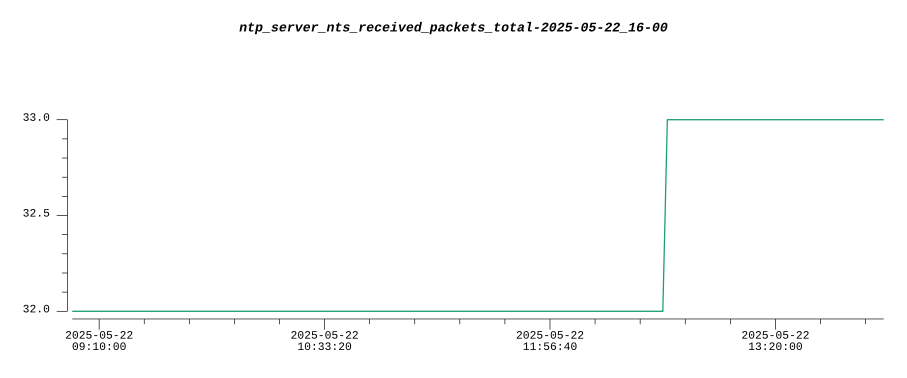 ntp_server_nts_received_packets_total-2025-05-22_16-00
33.0
32.5
32.0
2025-05-22 2025-05-22 2025-05-22 2025-05-22
09:10:00 10:33:20 11:56:40 13:20:00